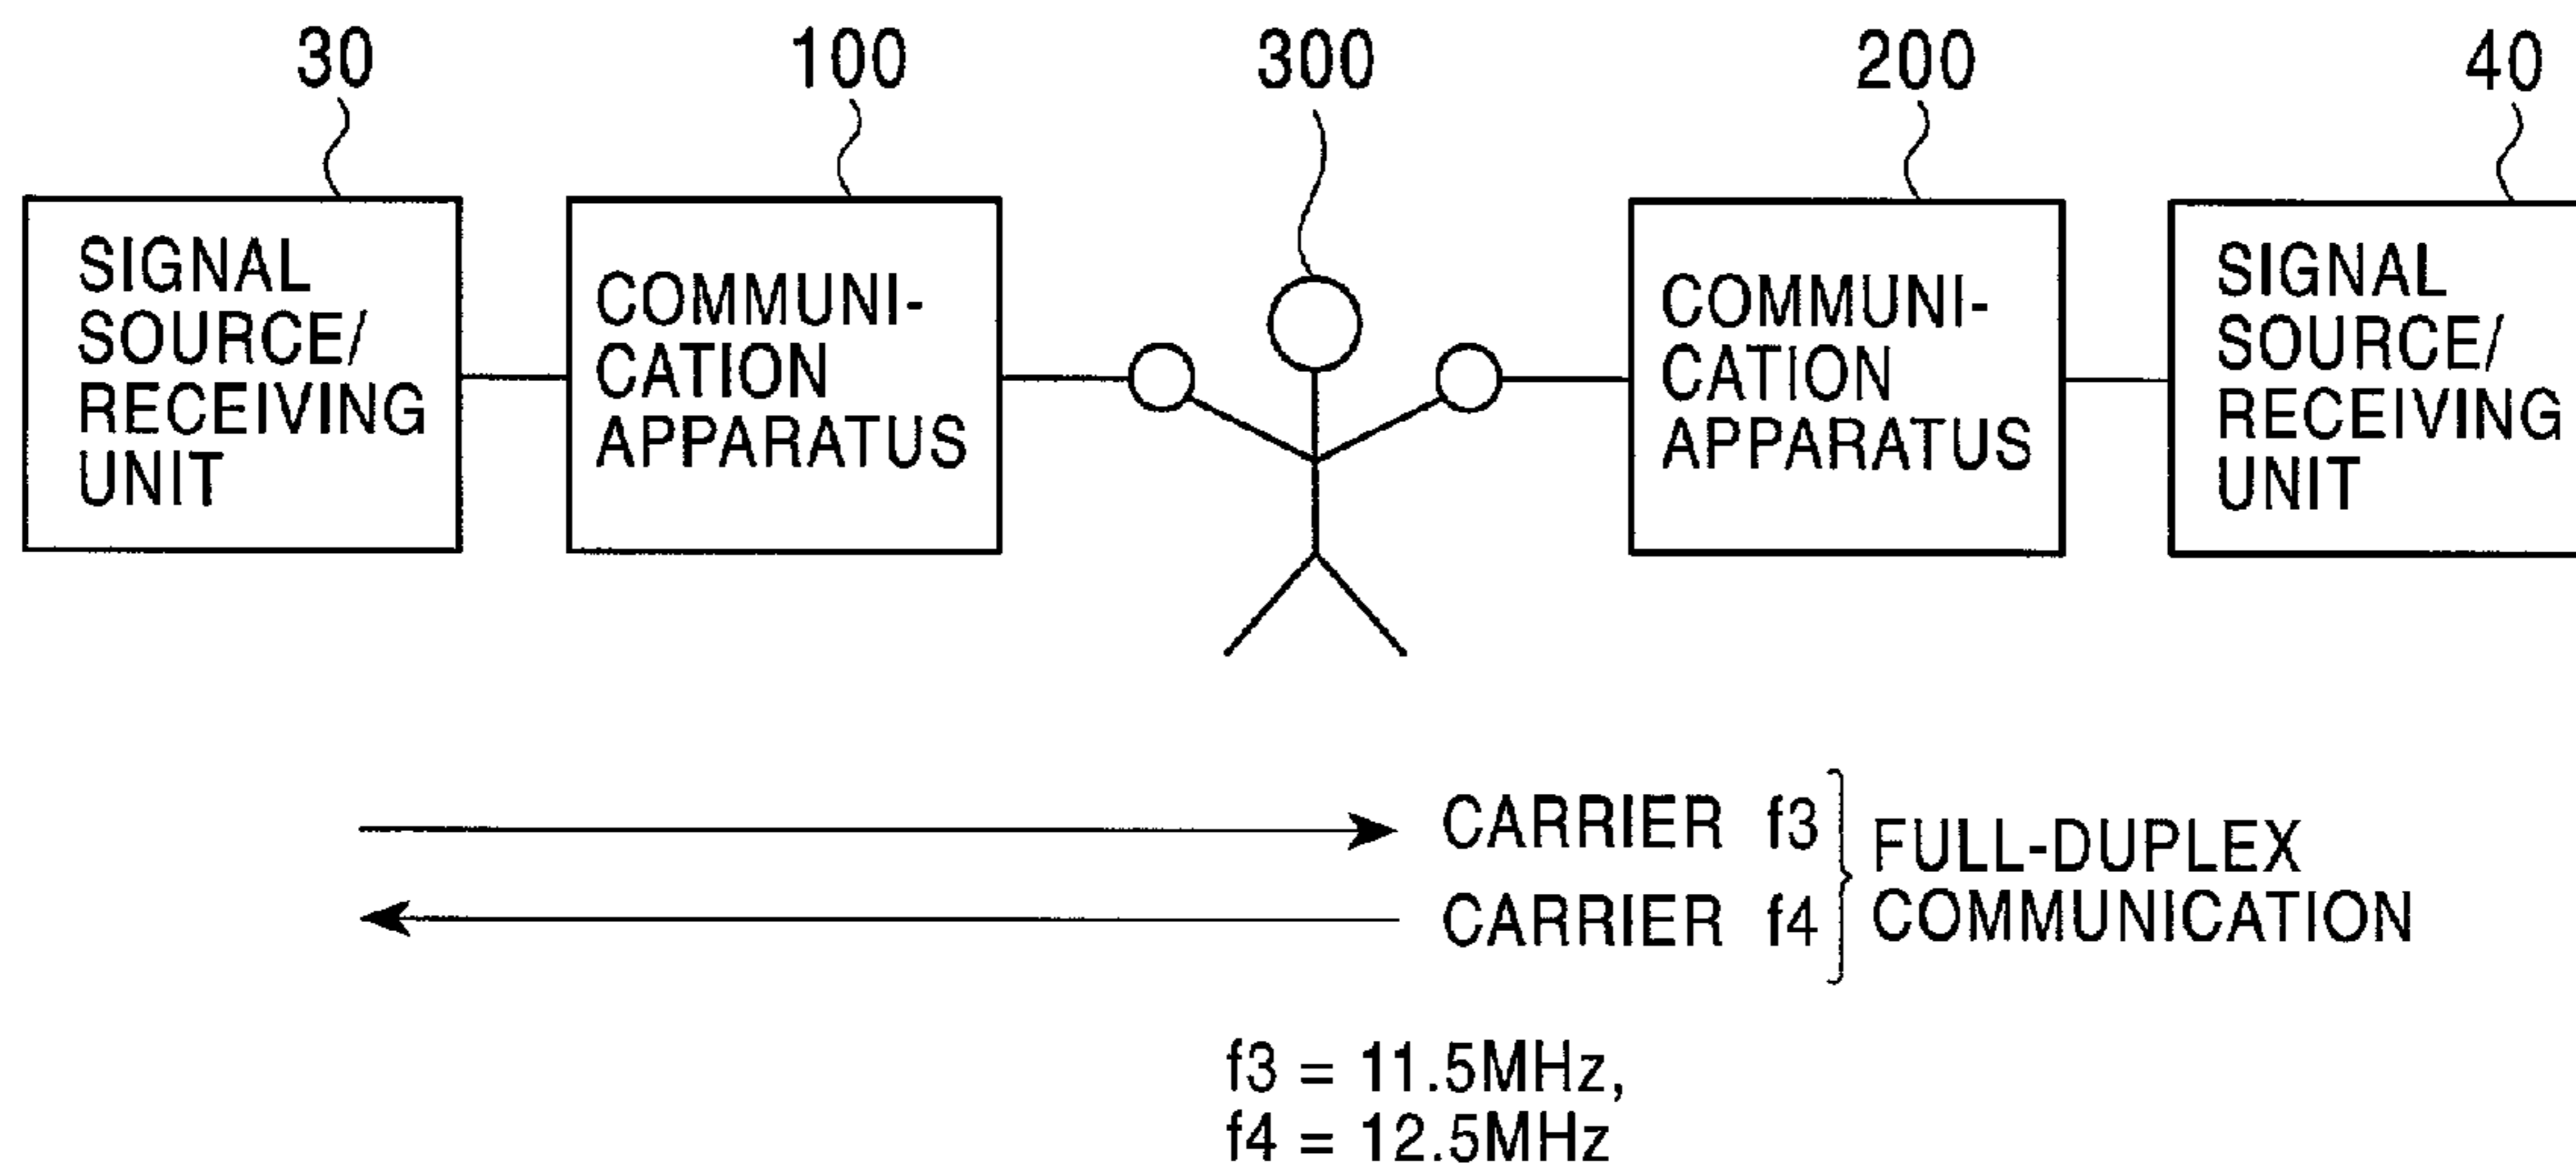 30
100
300
200
40
SIGNAL
SOURCE/
RECEIVING
UNIT
COMMUNI-
CATION
APPARATUS
COMMUNI-
CATION
APPARATUS
SIGNAL
SOURCE/
RECEIVING
UNIT
CARRIER f3
CARRIER f4
FULL-DUPLEX
COMMUNICATION
f3 = 11.5MHz,
f4 = 12.5MHz